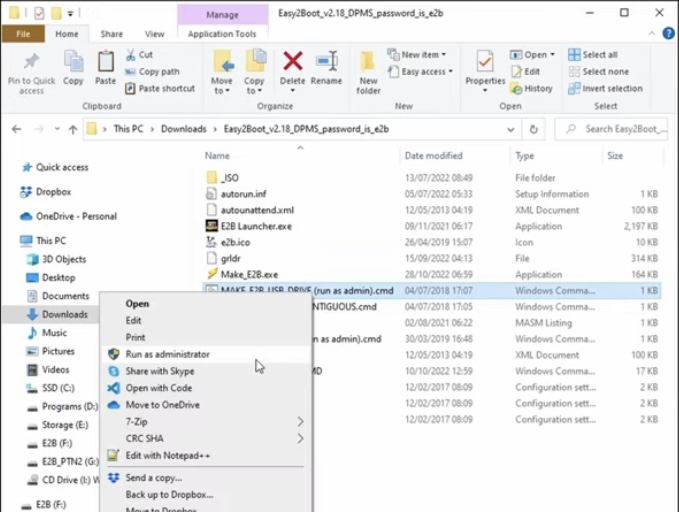 Manage
Easy2Boot_v2.18_DPMS_password_is_e2b
File
Home
Share
View
Application Tools
Pin to Quick access
Copy
Paste
Cut
Copy path
Paste shortcut
Move to
Copy to
Delete
Rename
New folder
New item
Easy access
Properties
Open
Edit
History
Select all
Select none
Invert selection
Clipboard
Organize
New
Open
Select
This PC > Downloads > Easy2Boot_v2.18_DPMS_password_is_e2b
Search Easy2Boot_...
Name Date modified Type Size
_ISO 13/07/2022 08:49 File folder
autorun.inf 05/07/2022 05:33 Setup Information 1 KB
autounattend.xml 12/05/2013 04:19 XML Document 100 KB
E2B Launcher.exe 09/11/2021 06:17 Application 2,197 KB
e2b.ico 26/04/2019 15:07 Icon 10 KB
grldr 15/09/2022 04:13 File 314 KB
Make_E2B.exe 28/10/2022 06:59 Application 164 KB
MAKE_E2B_USB_DRIVE (run as admin).cmd 04/07/2018 17:07 Windows Comma... 1 KB
NTIGUOUS.cmd 04/07/2018 17:05 Windows Comma... 1 KB
02/08/2021 06:22 MASM Listing 1 KB
n as admin).cmd 30/03/2019 16:48 Windows Comma... 1 KB
12/05/2013 04:19 XML Document 100 KB
MD 10/10/2022 12:59 Windows Comma... 17 KB
12/02/2017 08:09 Configuration sett... 2 KB
12/02/2017 08:09 Configuration sett... 2 KB
12/02/2017 08:09 Configuration sett... 2 KB
Quick access
Dropbox
OneDrive - Personal
This PC
3D Objects
Desktop
Documents
Downloads
Music
Pictures
Videos
SSD (C:)
Programs (D:)
Storage (E:)
E2B (F:)
E2B_PTN2 (G:)
CD Drive (I:) W
E2B (F:)
Open
Edit
Print
Run as administrator
Share with Skype
Open with Code
Move to OneDrive
7-Zip
CRC SHA
Edit with Notepad++
Send a copy...
Back up to Dropbox...
Move to Dropbox